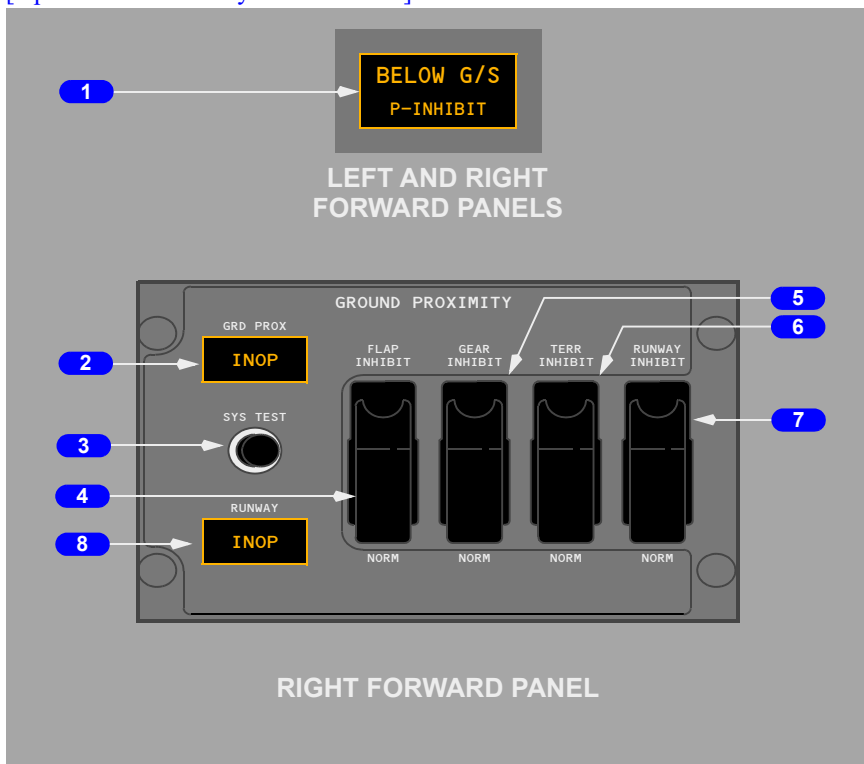 1
BELOW G/S
P-INHIBIT
LEFT AND RIGHT
FORWARD PANELS
GROUND PROXIMITY
5
6
GRD PROX
2
INOP
FLAP
INHIBIT
GEAR
INHIBIT
TERR
INHIBIT
RUNWAY
INHIBIT
SYS TEST
3
7
4
RUNWAY
8
INOP
NORM
NORM
NORM
NORM
RIGHT FORWARD PANEL